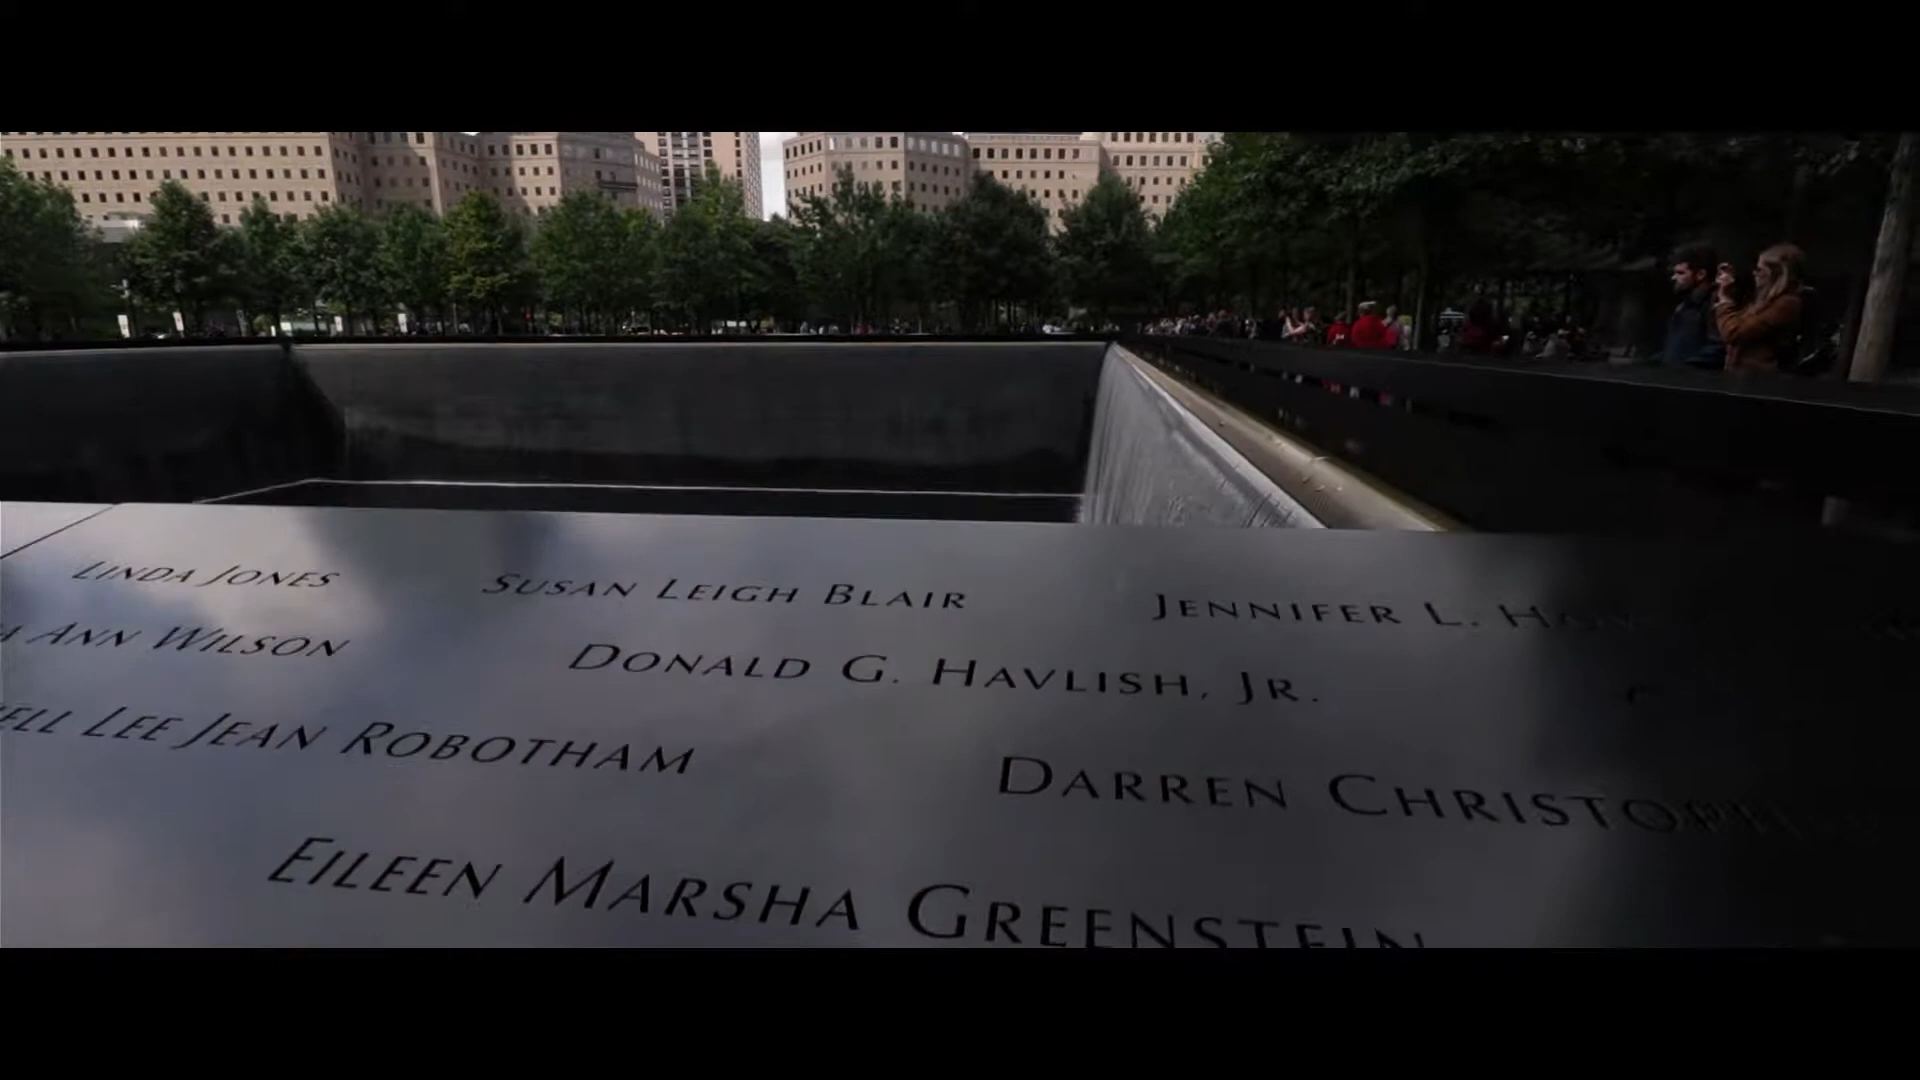 LINDA JONES SUSAN LEIGH BLAIR JENNIFER L.
ANN WILSON DONALD G. HAVLISH, JR.
LEE JEAN ROBOTHAM DARREN
EILEEN MARSHA GREENSTEIN